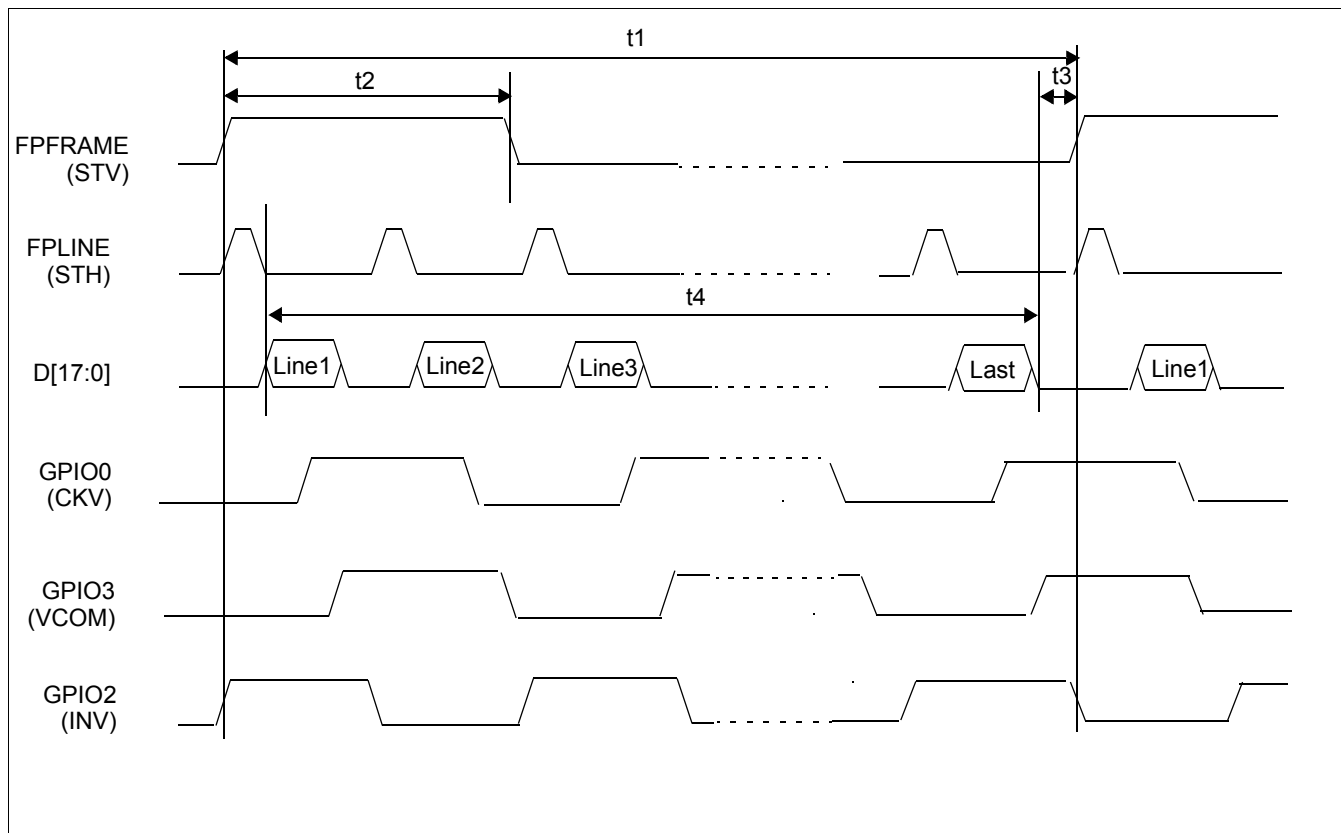 t1
t2
t3
FPFRAME
(STV)
FPLINE
(STH)
t4
D[17:0]
Line1
Line2
Line3
Last
Line1
GPIO0
(CKV)
GPIO3
(VCOM)
GPIO2
(INV)